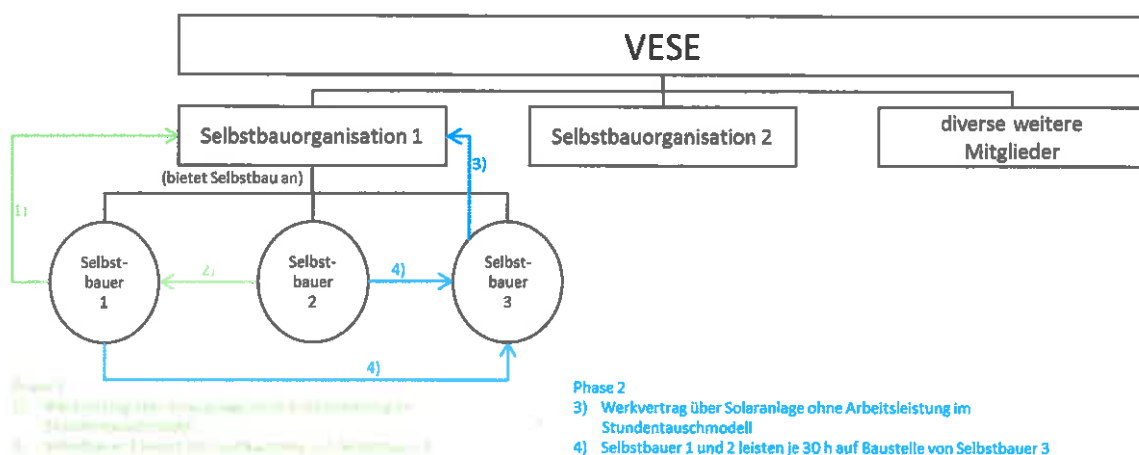 VESE
Selbstbauorganisation 1
Selbstbauorganisation 2
diverse weitere
Mitglieder
(bietet Selbstbau an)
3)
Selbst-
bauer
1
2)
Selbst-
bauer
2
4)
Selbst-
bauer
3
4)
Phase 2
3) Werkvertrag über Solaranlage ohne Arbeitsleistung im
Stundentauschmodell
4) Selbstbauer 1 und 2 leisten je 30 h auf Baustelle von Selbstbauer 3